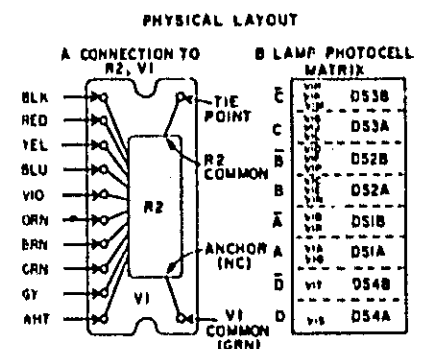 PHYSICAL LAYOUT
A CONNECTION TO
R2, V1
B LAMP PHOTOCELL
MATRIX
BLK
RED
YEL
BLU
VIO
ORN
BRN
GRN
GY
TIE
POINT
R2
COMMON
R2
ANCHOR
(NC)
V1
V1
COMMON
(GRN)
C̅ DS3B
C DS3A
B̅ DS2B
B DS2A
A̅ DS1B
A DS1A
D̅ DS4B
D DS4A